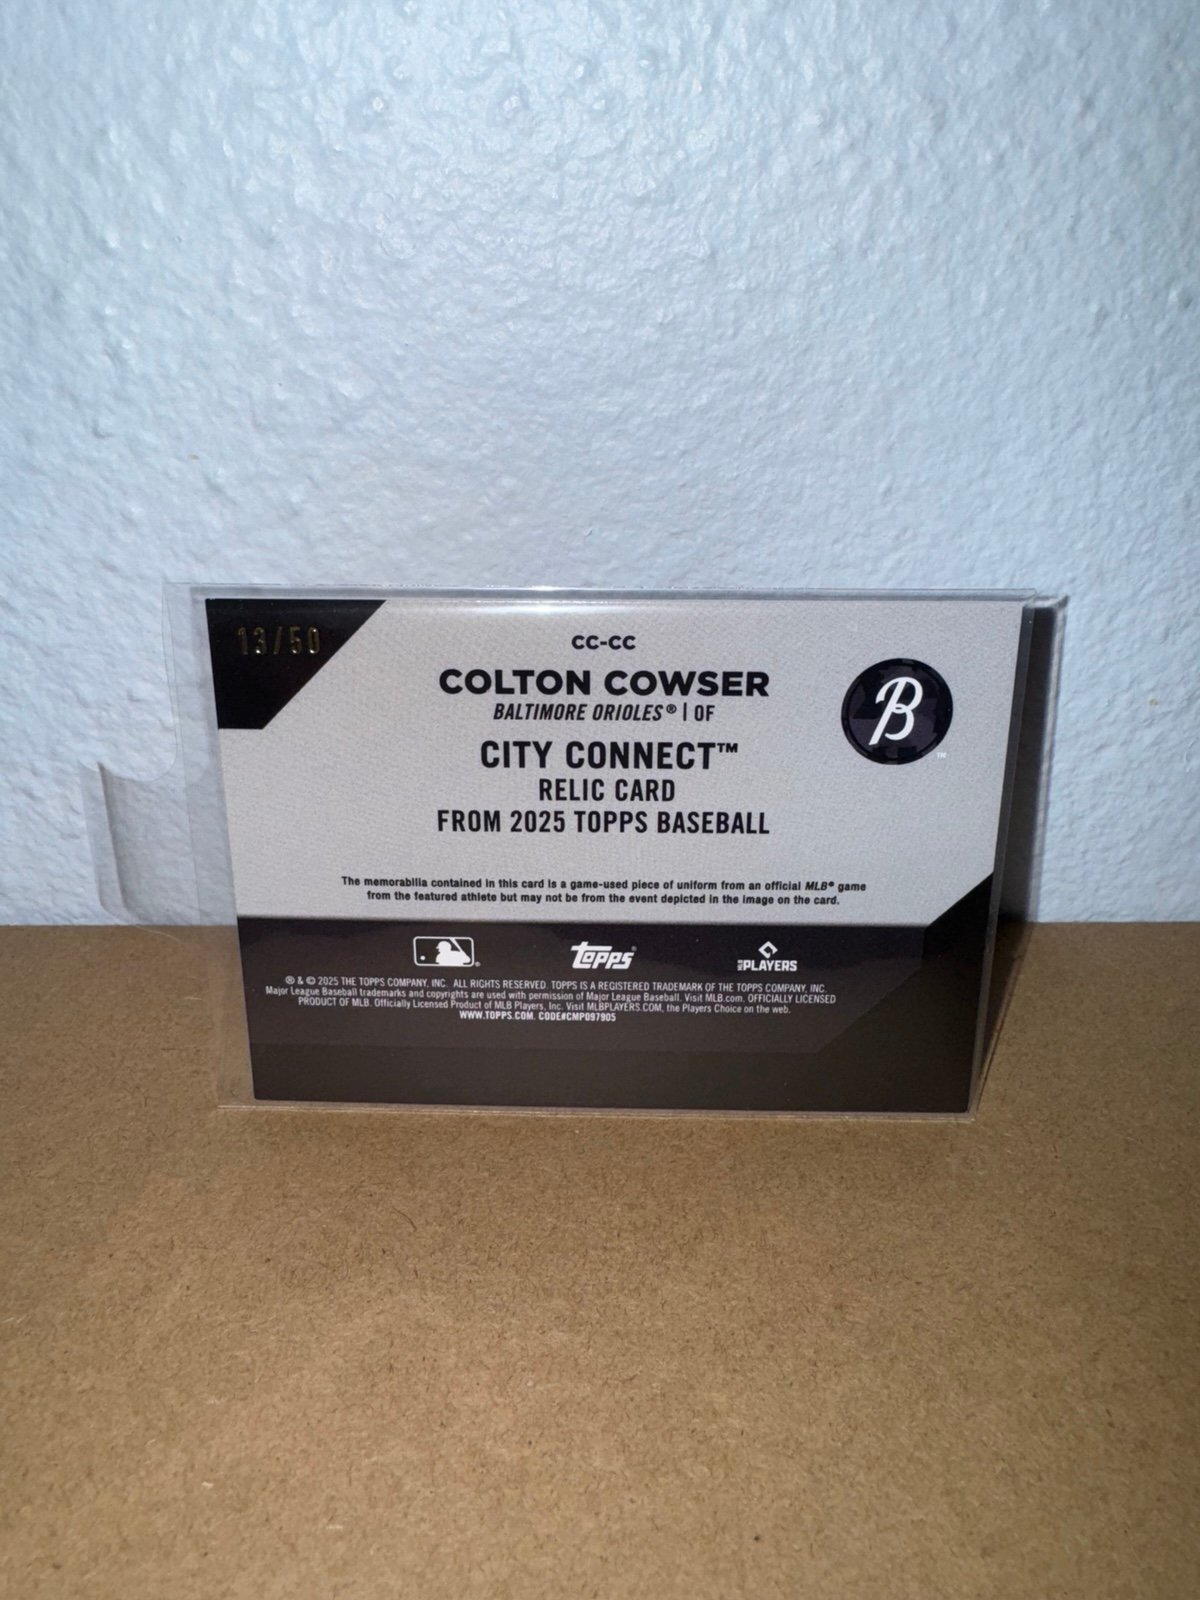 13/50
CC-CC
COLTON COWSER
BALTIMORE ORIOLES® | OF
B
TM
CITY CONNECT™
RELIC CARD
FROM 2025 TOPPS BASEBALL
The memorabilia contained in this card is a game-used piece of uniform from an official MLB® game
from the featured athlete but may not be from the event depicted in the image on the card.
topps®
MLB PLAYERS
® & © 2025 THE TOPPS COMPANY, INC. ALL RIGHTS RESERVED. TOPPS IS A REGISTERED TRADEMARK OF THE TOPPS COMPANY, INC.
Major League Baseball trademarks and copyrights are used with permission of Major League Baseball. Visit MLB.com. OFFICIALLY LICENSED
PRODUCT OF MLB. Officially Licensed Product of MLB Players, Inc. Visit MLBPLAYERS.COM, the Players Choice on the web.
WWW.TOPPS.COM. CODE#CMP097905